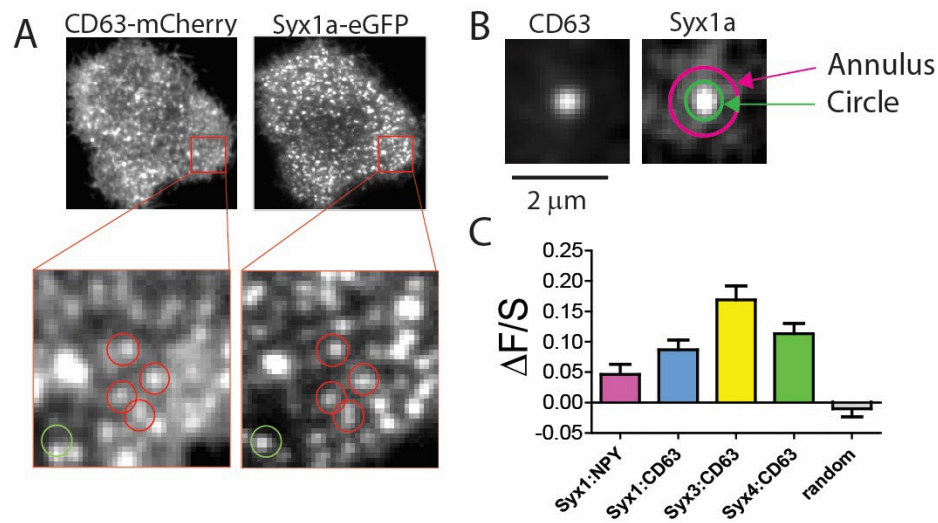 A
CD63-mCherry Syx1a-eGFP
B
CD63 Syx1a
Annulus
Circle
2 μm
C
ΔF/S
0.25
0.20
0.15
0.10
0.05
0.00
-0.05
Syx1:NPY
Syx1:CD63
Syx3:CD63
Syx4:CD63
random